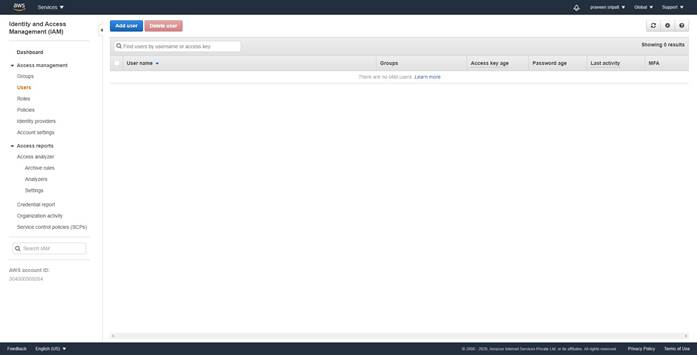 aws Services praveen sripati Global Support
Identity and Access
Management (IAM)
Add user Delete user
Find users by username or access key
Showing 0 results
User name Groups Access key age Password age Last activity MFA
There are no IAM users. Learn more
Dashboard
Access management
Groups
Users
Roles
Policies
Identity providers
Account settings
Access reports
Access analyzer
Archive rules
Analyzers
Settings
Credential report
Organization activity
Service control policies (SCPs)
Search IAM
AWS account ID:
Feedback English (US) © 2008 - 2020, Amazon Internet Services Private Ltd. or its affiliates. All rights reserved. Privacy Policy Terms of Use